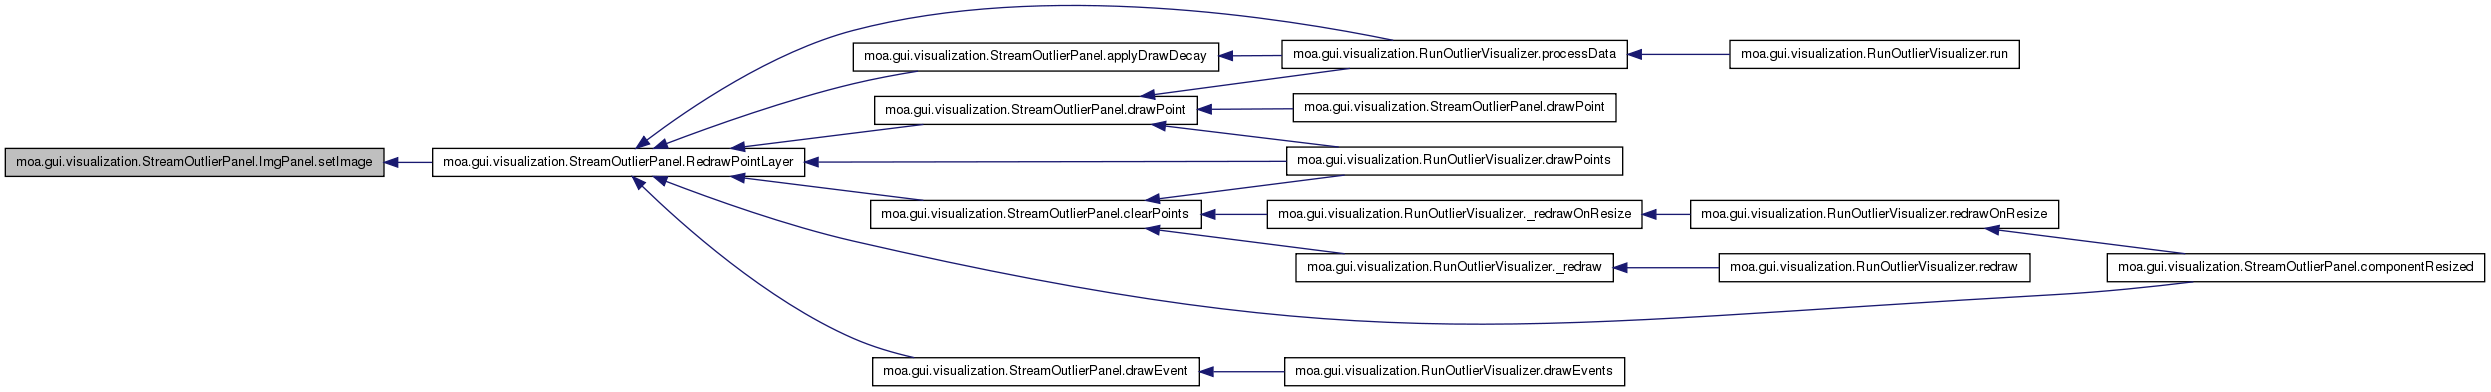 moa.gui.visualization.StreamOutlierPanel.ImgPanel.setImage
moa.gui.visualization.StreamOutlierPanel.RedrawPointLayer
moa.gui.visualization.StreamOutlierPanel.applyDrawDecay
moa.gui.visualization.StreamOutlierPanel.drawPoint
moa.gui.visualization.StreamOutlierPanel.clearPoints
moa.gui.visualization.StreamOutlierPanel.drawEvent
moa.gui.visualization.RunOutlierVisualizer.processData
moa.gui.visualization.StreamOutlierPanel.drawPoint
moa.gui.visualization.RunOutlierVisualizer.drawPoints
moa.gui.visualization.RunOutlierVisualizer._redrawOnResize
moa.gui.visualization.RunOutlierVisualizer._redraw
moa.gui.visualization.RunOutlierVisualizer.drawEvents
moa.gui.visualization.RunOutlierVisualizer.run
moa.gui.visualization.RunOutlierVisualizer.redrawOnResize
moa.gui.visualization.RunOutlierVisualizer.redraw
moa.gui.visualization.StreamOutlierPanel.componentResized